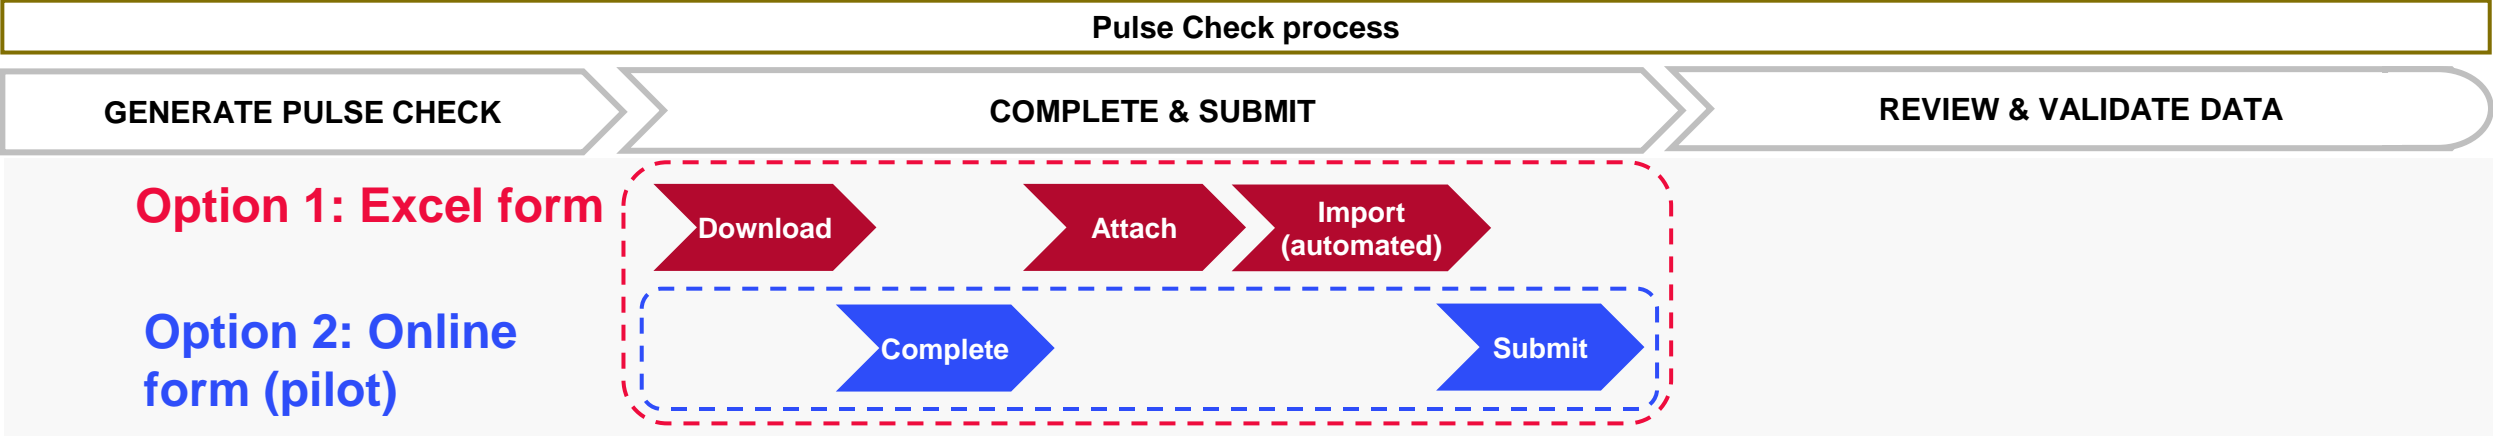 Pulse Check process
GENERATE PULSE CHECK
COMPLETE & SUBMIT
REVIEW & VALIDATE DATA
Option 1: Excel form
Download
Attach
Import
(automated)
Option 2: Online
form (pilot)
Complete
Submit